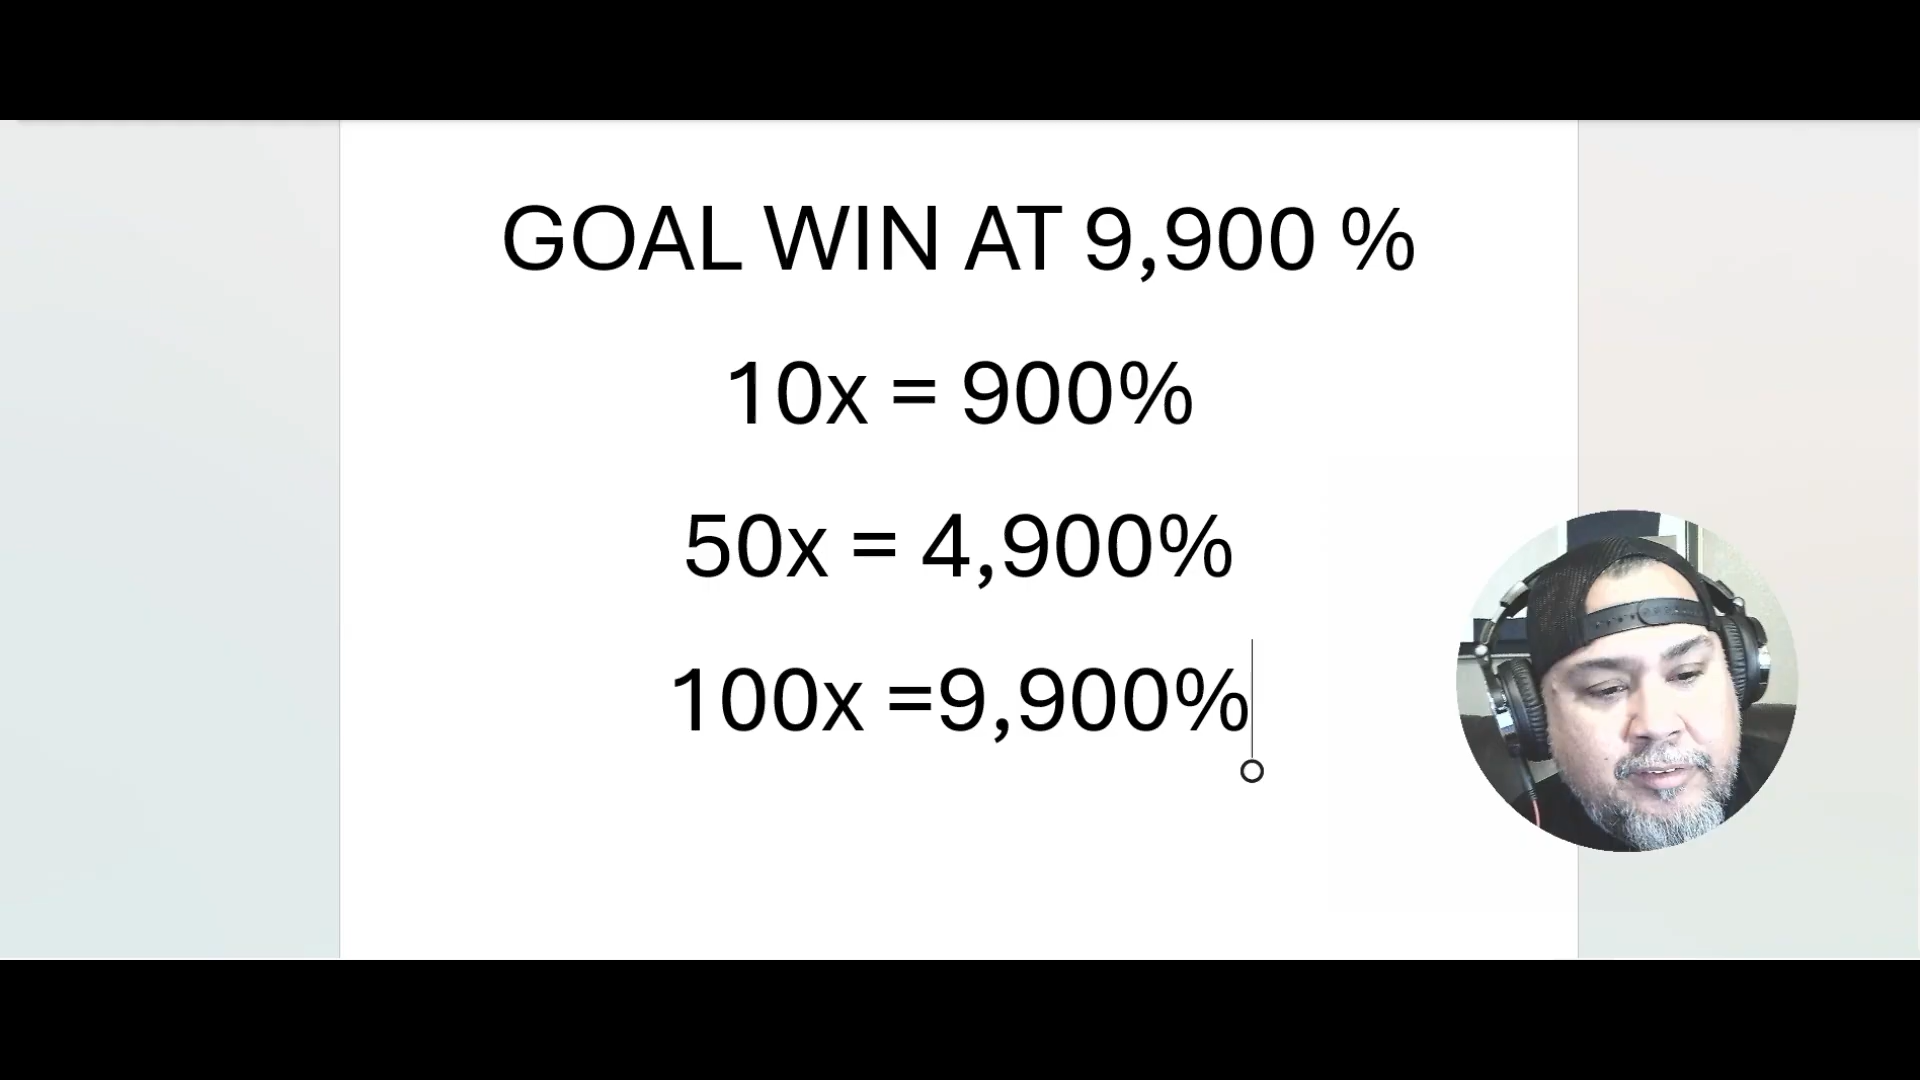 GOAL WIN AT 9,900 %
10x = 900%
50x = 4,900%
100x =9,900%